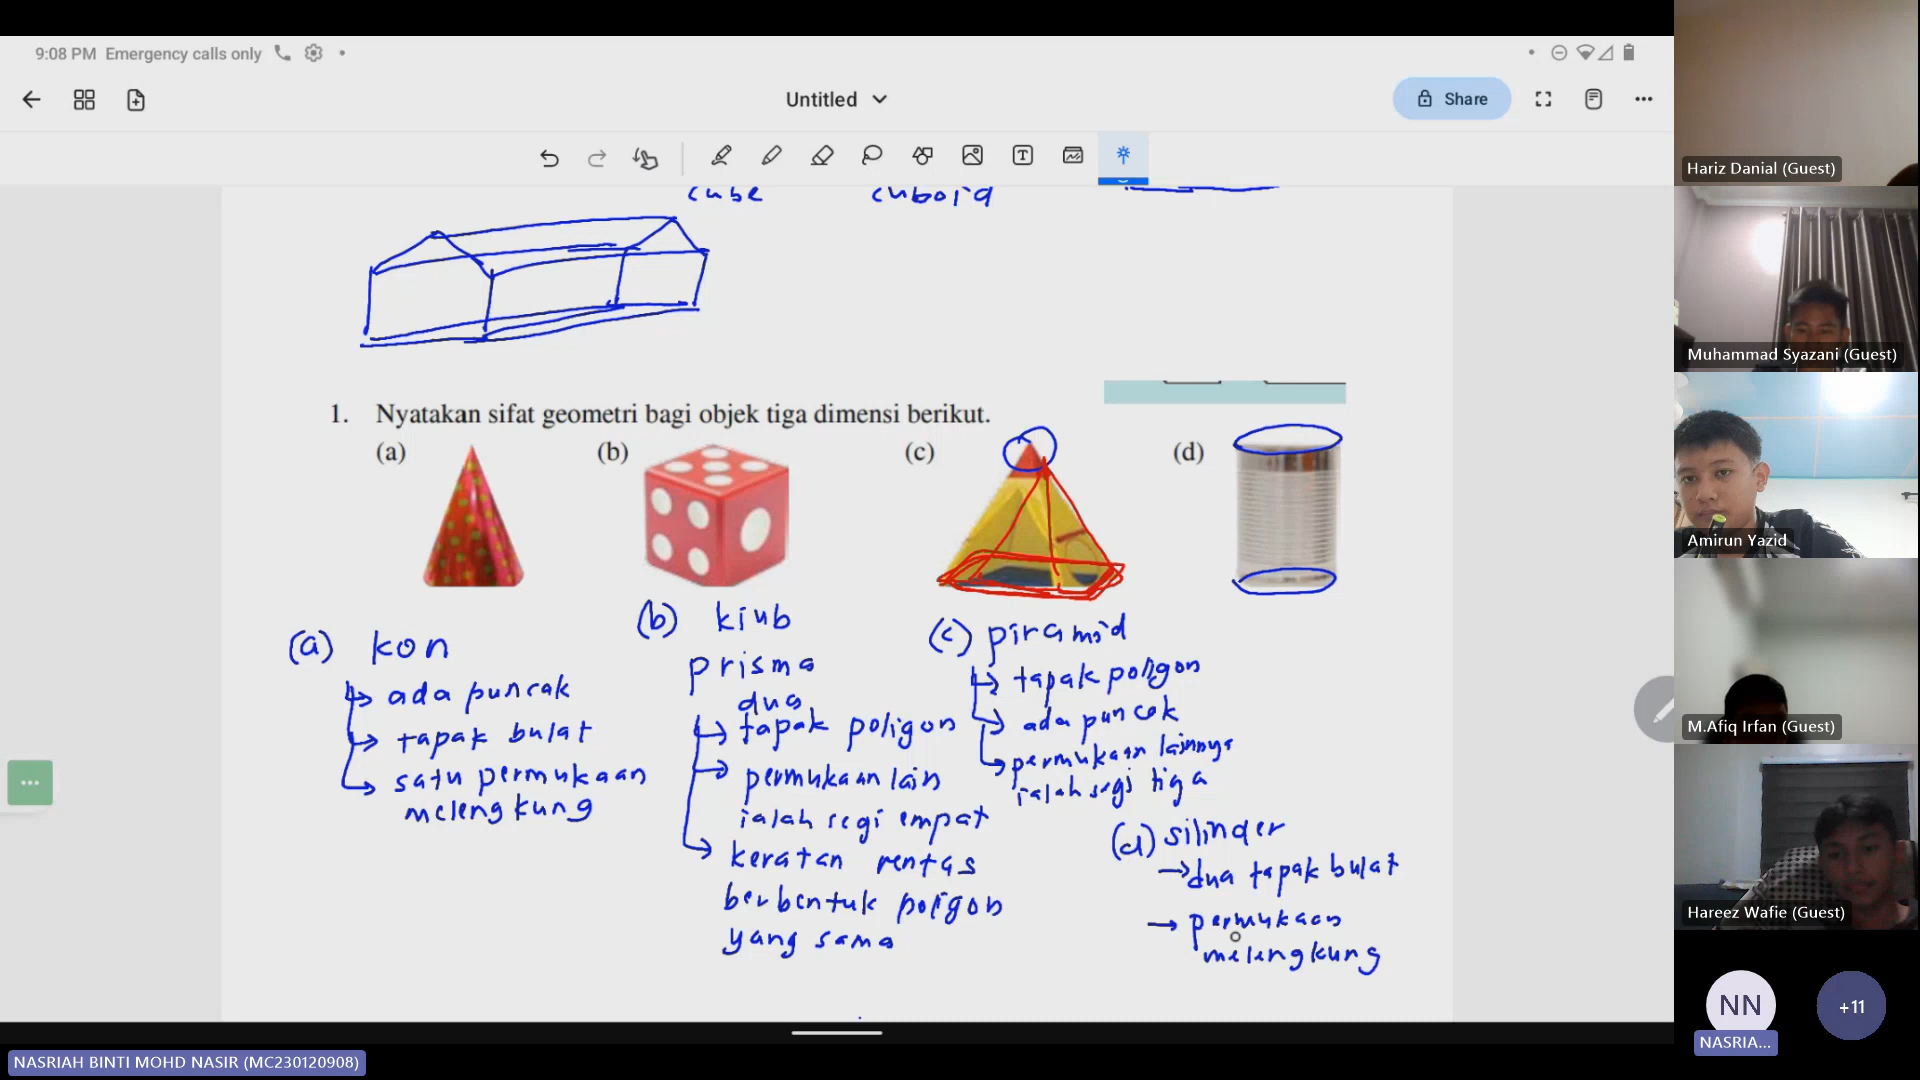 9:08 PM Emergency calls only
Untitled
Share
cube cuboid
1. Nyatakan sifat geometri bagi objek tiga dimensi berikut.
(a) (b) (c) (d)
(a) kon
ada puncak
tapak bulat
satu permukaan
melengkung
(b) kiub
prisma
dua
tapak poligon
permukaan lain
ialah segi empat
keratan rentas
berbentuk poligon
yang sama
(c) piramid
tapak poligon
ada puncak
permukaan lainnya
ialah segi tiga
(d) silinder
dua tapak bulat
permukaan
melengkung
Hariz Danial (Guest)
Muhammad Syazani (Guest)
Amirun Yazid
M.Afiq Irfan (Guest)
Hareez Wafie (Guest)
NN
+11
NASRIA...
NASRIAH BINTI MOHD NASIR (MC230120908)